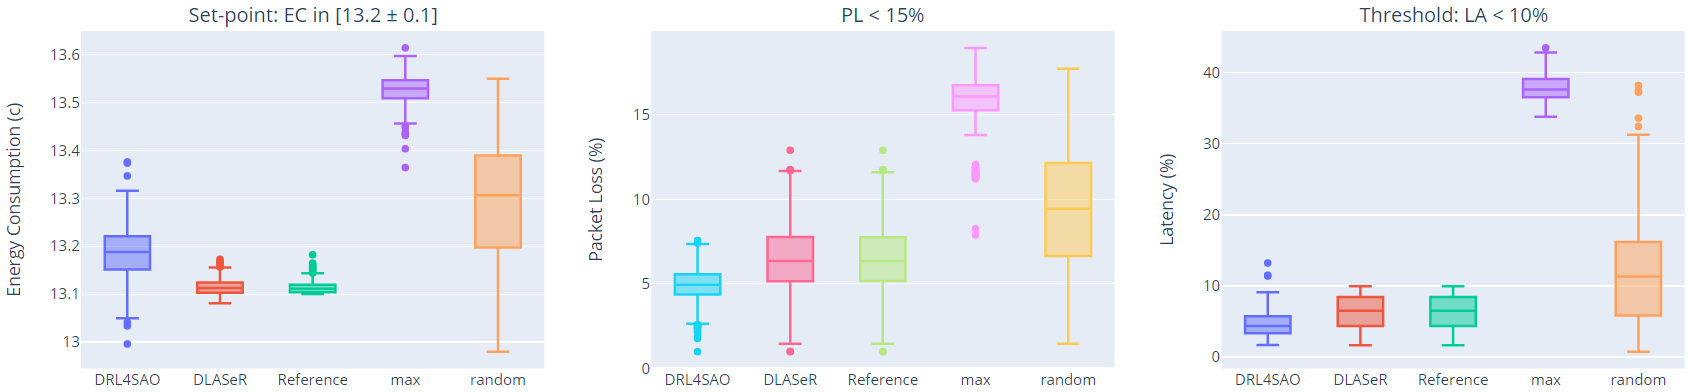 Set-point: EC in [13.2 ± 0.1]
Energy Consumption (c)
13.6
13.5
13.4
13.3
13.2
13.1
13
DRL4SAO DLASeR Reference max random
PL < 15%
Packet Loss (%)
15
10
5
0
DRL4SAO DLASeR Reference max random
Threshold: LA < 10%
Latency (%)
40
30
20
10
0
DRL4SAO DLASeR Reference max random